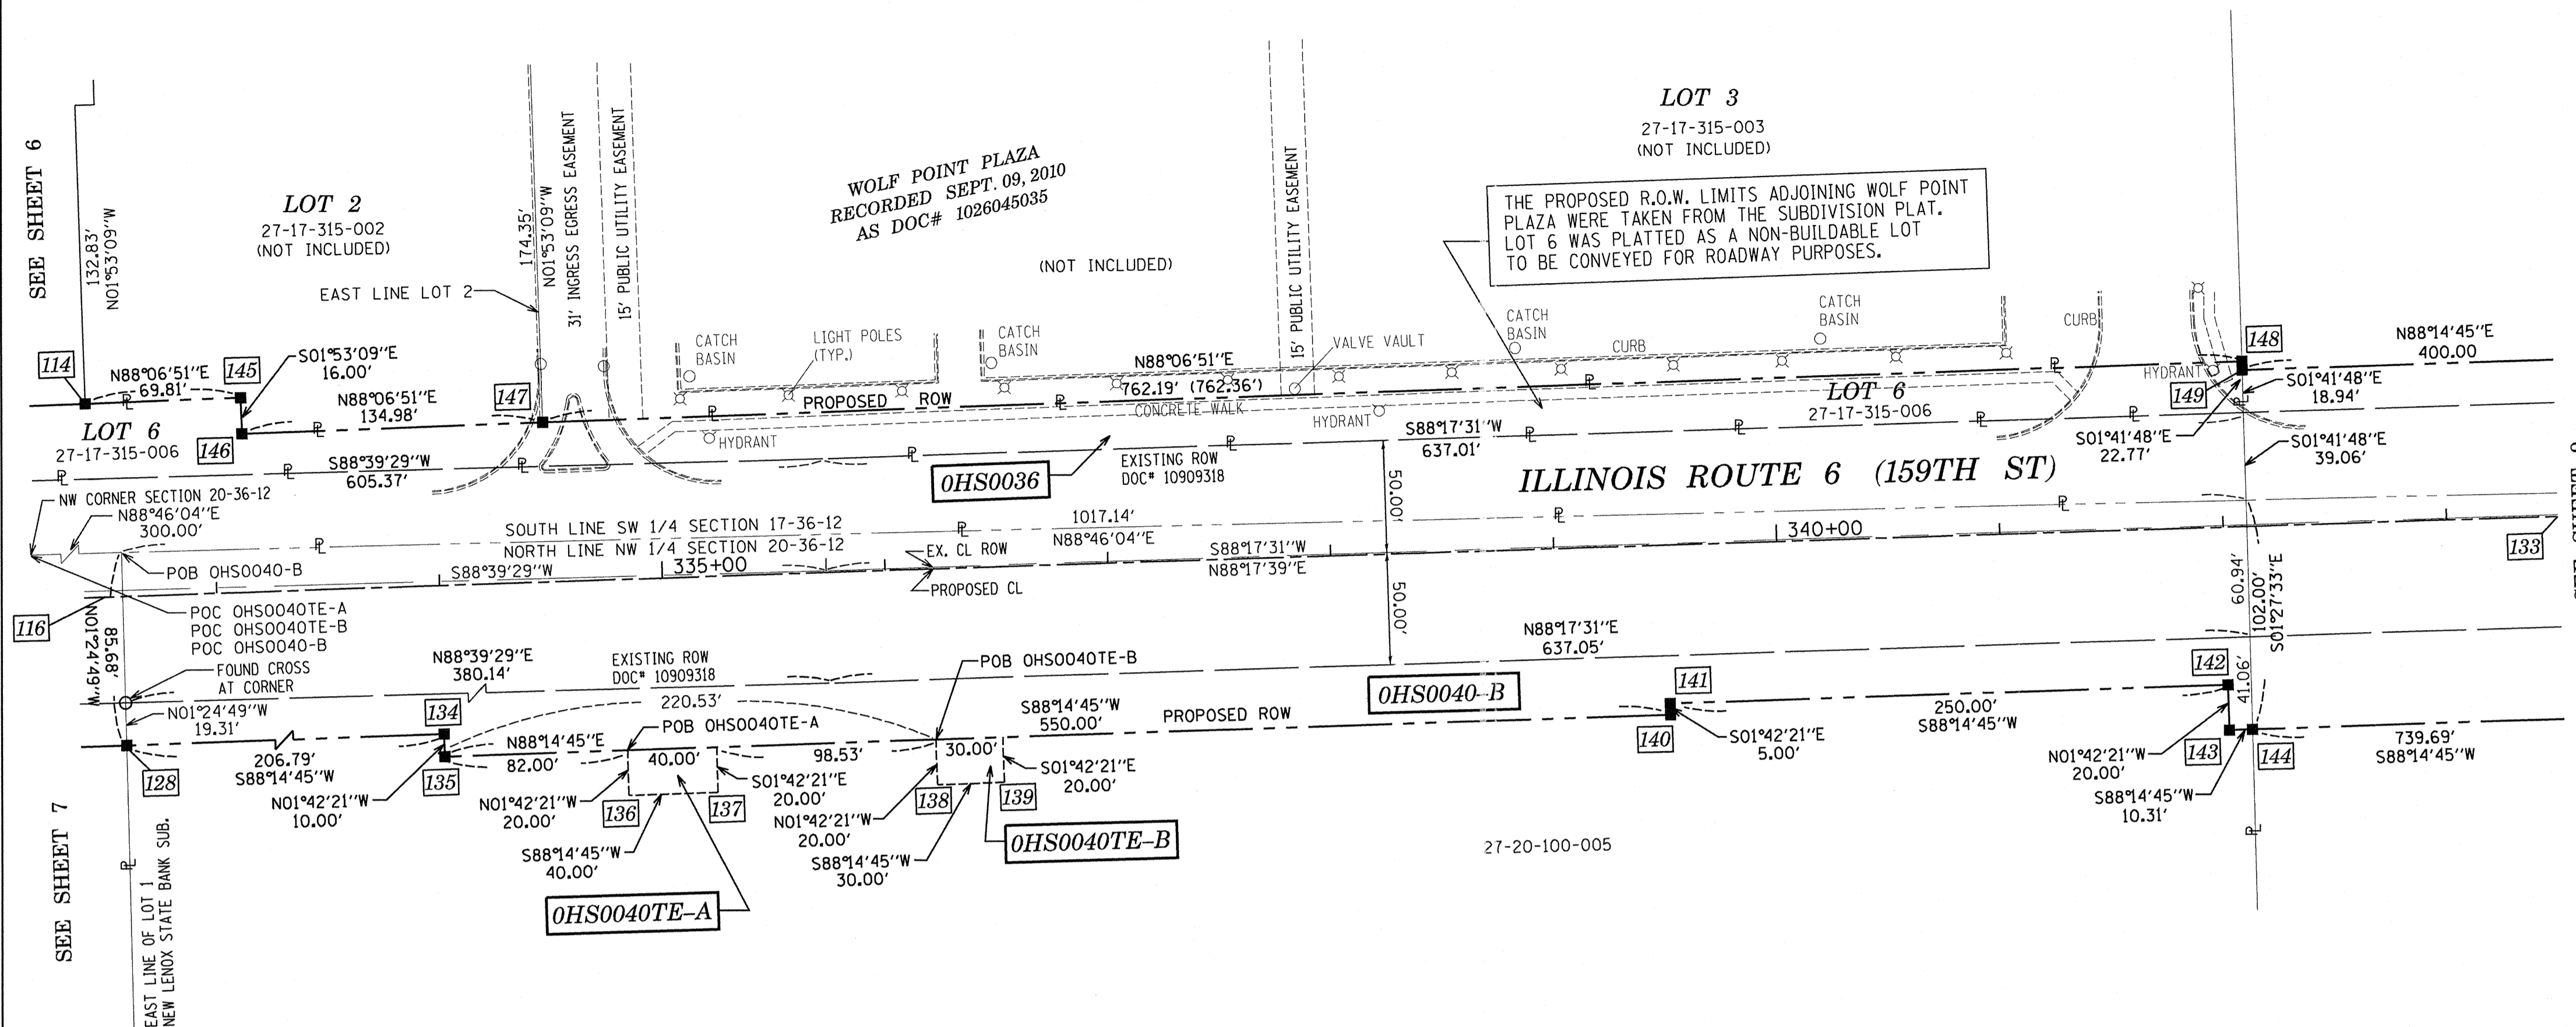 SEE SHEET 6
132.83'
N01°53'09"W
LOT 2
27-17-315-002
(NOT INCLUDED)
EAST LINE LOT 2
174.35'
N01°53'09"W
31' INGRESS EGRESS EASEMENT
15' PUBLIC UTILITY EASEMENT
WOLF POINT PLAZA
RECORDED SEPT. 09, 2010
AS DOC# 1026045035
(NOT INCLUDED)
15' PUBLIC UTILITY EASEMENT
LOT 3
27-17-315-003
(NOT INCLUDED)
THE PROPOSED R.O.W. LIMITS ADJOINING WOLF POINT
PLAZA WERE TAKEN FROM THE SUBDIVISION PLAT.
LOT 6 WAS PLATTED AS A NON-BUILDABLE LOT
TO BE CONVEYED FOR ROADWAY PURPOSES.
114
N88°06'51"E
69.81'
145
S01°53'09"E
16.00'
N88°06'51"E
134.98'
147
146
LOT 6
27-17-315-006
S88°39'29"W
605.37'
CATCH
BASIN
LIGHT POLES
(TYP.)
CATCH
BASIN
N88°06'51"E
762.19' (762.36')
VALVE VAULT
CATCH
BASIN
CURB
CATCH
BASIN
CURB
PROPOSED ROW
CONCRETE WALK
HYDRANT
HYDRANT
LOT 6
27-17-315-006
HYDRANT
148
149
N88°14'45"E
400.00
S01°41'48"E
18.94'
S01°41'48"E
22.77'
S01°41'48"E
39.06'
S88°17'31"W
637.01'
0HS0036
EXISTING ROW
DOC# 10909318
ILLINOIS ROUTE 6 (159TH ST)
NW CORNER SECTION 20-36-12
N88°46'04"E
300.00'
SOUTH LINE SW 1/4 SECTION 17-36-12
NORTH LINE NW 1/4 SECTION 20-36-12
1017.14'
N88°46'04"E
50.00'
50.00'
340+00
133
POB OHS0040-B
S88°39'29"W
335+00
EX. CL ROW
PROPOSED CL
S88°17'31"W
N88°17'39"E
116
POC OHS0040TE-A
POC OHS0040TE-B
POC OHS0040-B
N01°24'49"W
85.68'
FOUND CROSS
AT CORNER
N01°24'49"W
19.31'
N88°39'29"E
380.14'
EXISTING ROW
DOC# 10909318
220.53'
POB OHS0040TE-B
POB OHS0040TE-A
N88°17'31"E
637.05'
60.94'
102.00'
S01°27'33"E
41.06'
0HS0040-B
S88°14'45"W
550.00'
PROPOSED ROW
141
142
250.00'
S88°14'45"W
140
S01°42'21"E
5.00'
N01°42'21"W
20.00'
143
144
S88°14'45"W
10.31'
739.69'
S88°14'45"W
128
206.79'
S88°14'45"W
134
135
N01°42'21"W
10.00'
N88°14'45"E
82.00'
40.00'
98.53'
30.00'
N01°42'21"W
20.00'
136
137
S01°42'21"E
20.00'
N01°42'21"W
20.00'
138
139
S01°42'21"E
20.00'
S88°14'45"W
40.00'
S88°14'45"W
30.00'
0HS0040TE-B
0HS0040TE-A
27-20-100-005
SEE SHEET 7
EAST LINE OF LOT 1
NEW LENOX STATE BANK SUB.